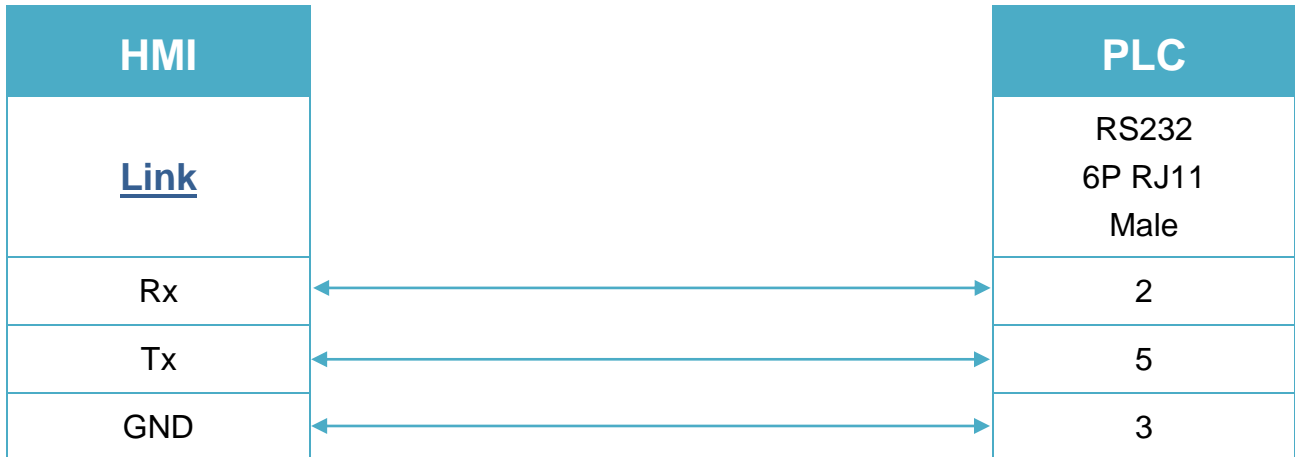 HMI PLC
Link
RS232
6P RJ11
Male
Rx 2
Tx 5
GND 3